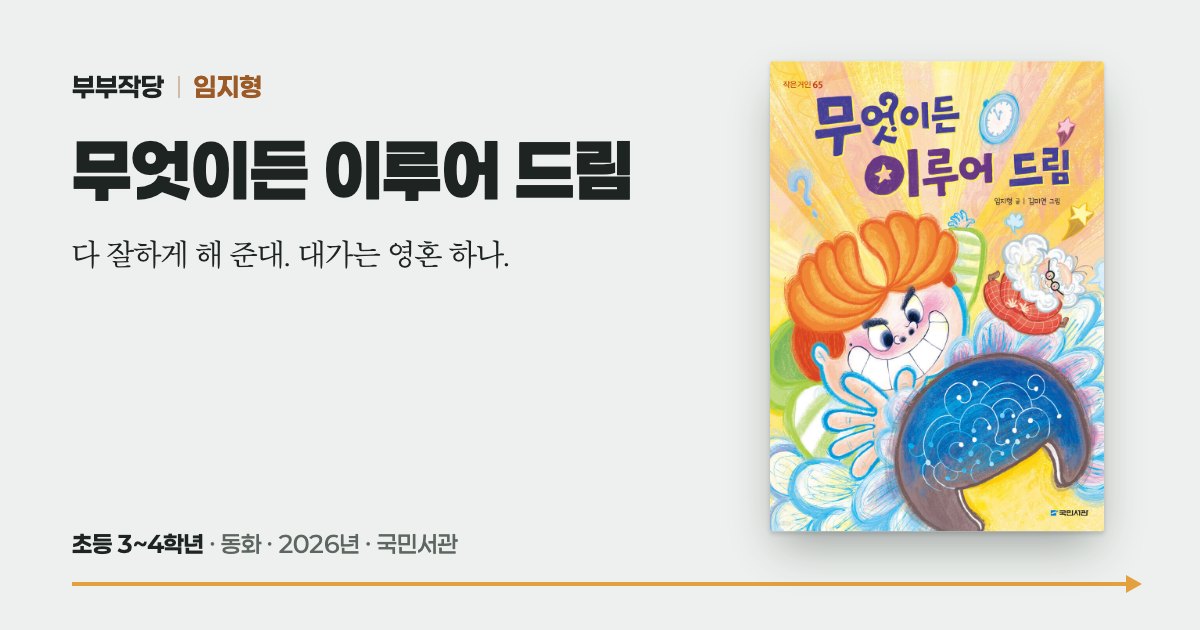 부부작당 | 임지형
무엇이든 이루어 드림
다 잘하게 해 준대. 대가는 영혼 하나.
초등 3~4학년 · 동화 · 2026년 · 국민서관
작은 거인 65
무엇이든
이루어 드림
임지형 글 | 김미연 그림
국민서관